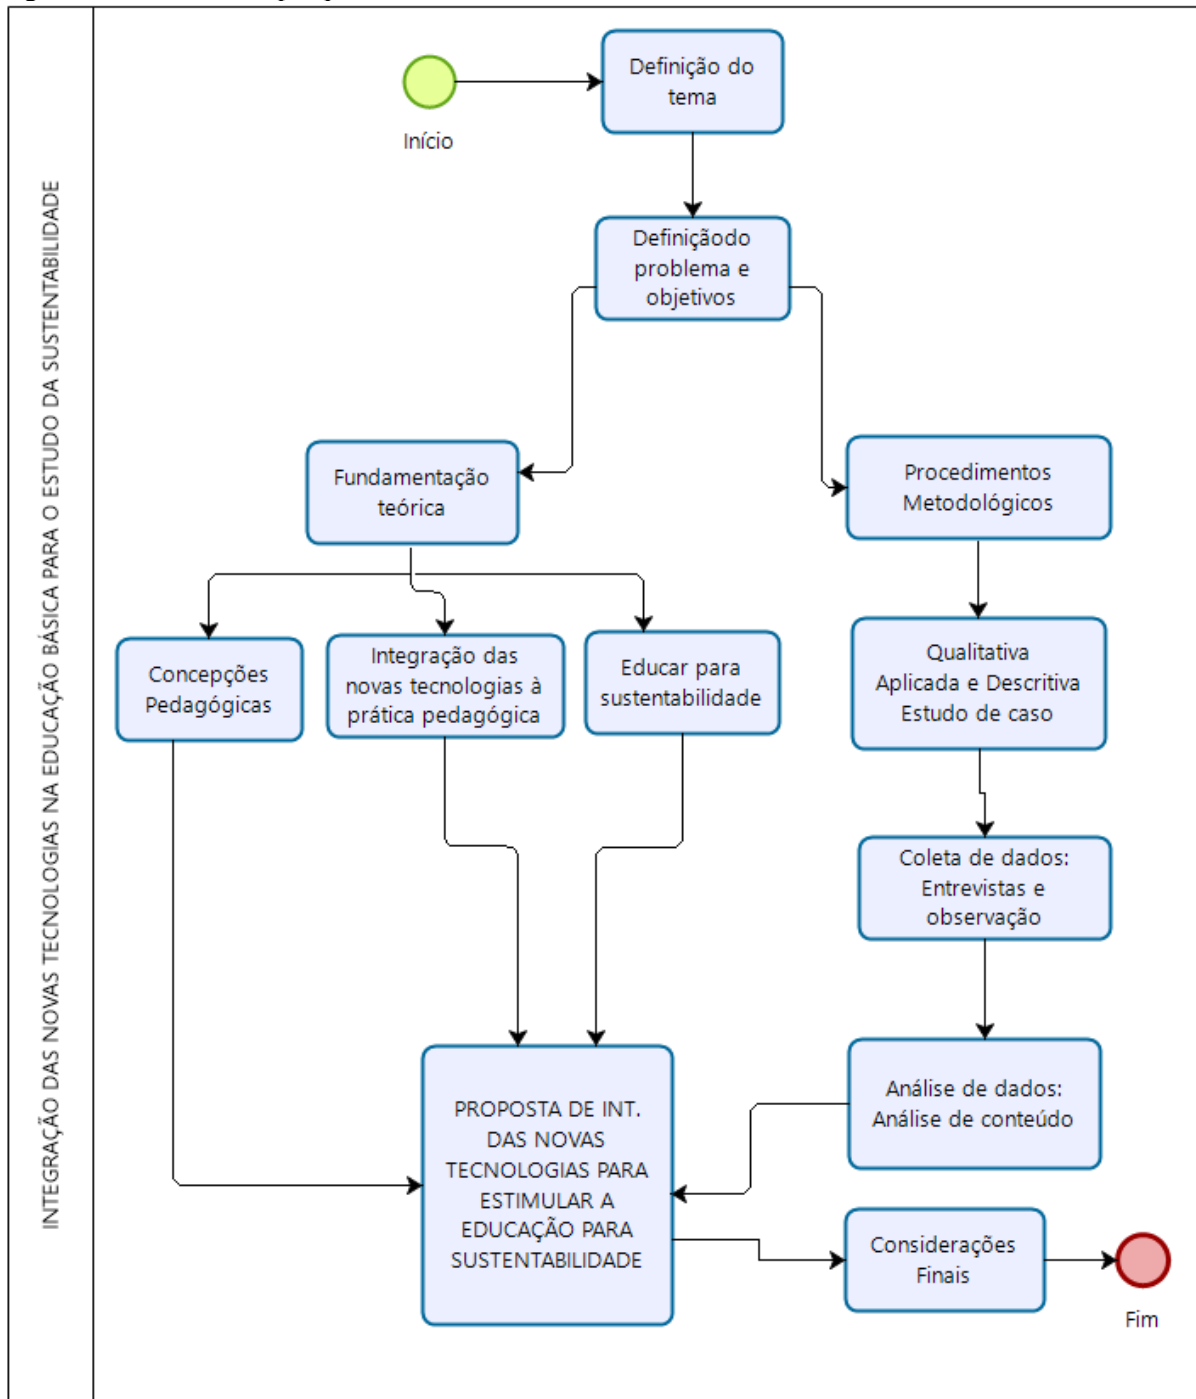 INTEGRAÇÃO DAS NOVAS TECNOLOGIAS NA EDUCAÇÃO BÁSICA PARA O ESTUDO DA SUSTENTABILIDADE
Início
Definição do
tema
Definiçãodo
problema e
objetivos
Fundamentação
teórica
Procedimentos
Metodológicos
Concepções
Pedagógicas
Integração das
novas tecnologias à
prática pedagógica
Educar para
sustentabilidade
Qualitativa
Aplicada e Descritiva
Estudo de caso
Coleta de dados:
Entrevistas e
observação
Análise de dados:
Análise de conteúdo
PROPOSTA DE INT.
DAS NOVAS
TECNOLOGIAS PARA
ESTIMULAR A
EDUCAÇÃO PARA
SUSTENTABILIDADE
Considerações
Finais
Fim